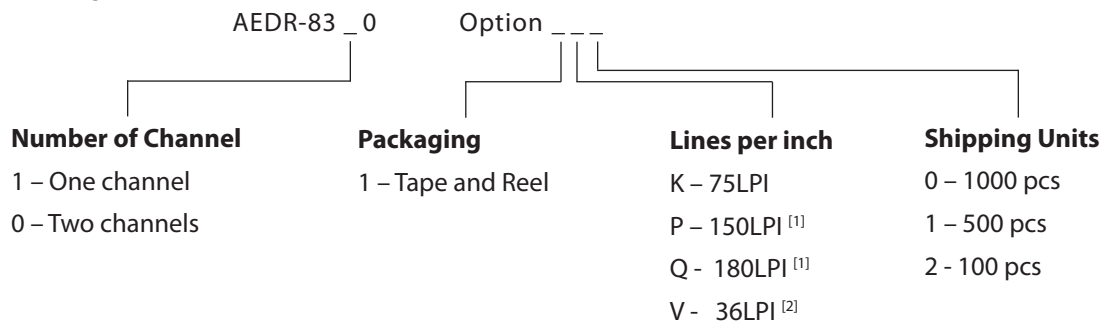 AEDR-83 _ 0 Option _ _ _
Number of Channel
1 – One channel
0 – Two channels
Packaging
1 – Tape and Reel
Lines per inch
K – 75LPI
P – 150LPI [1]
Q - 180LPI [1]
V - 36LPI [2]
Shipping Units
0 – 1000 pcs
1 – 500 pcs
2 - 100 pcs